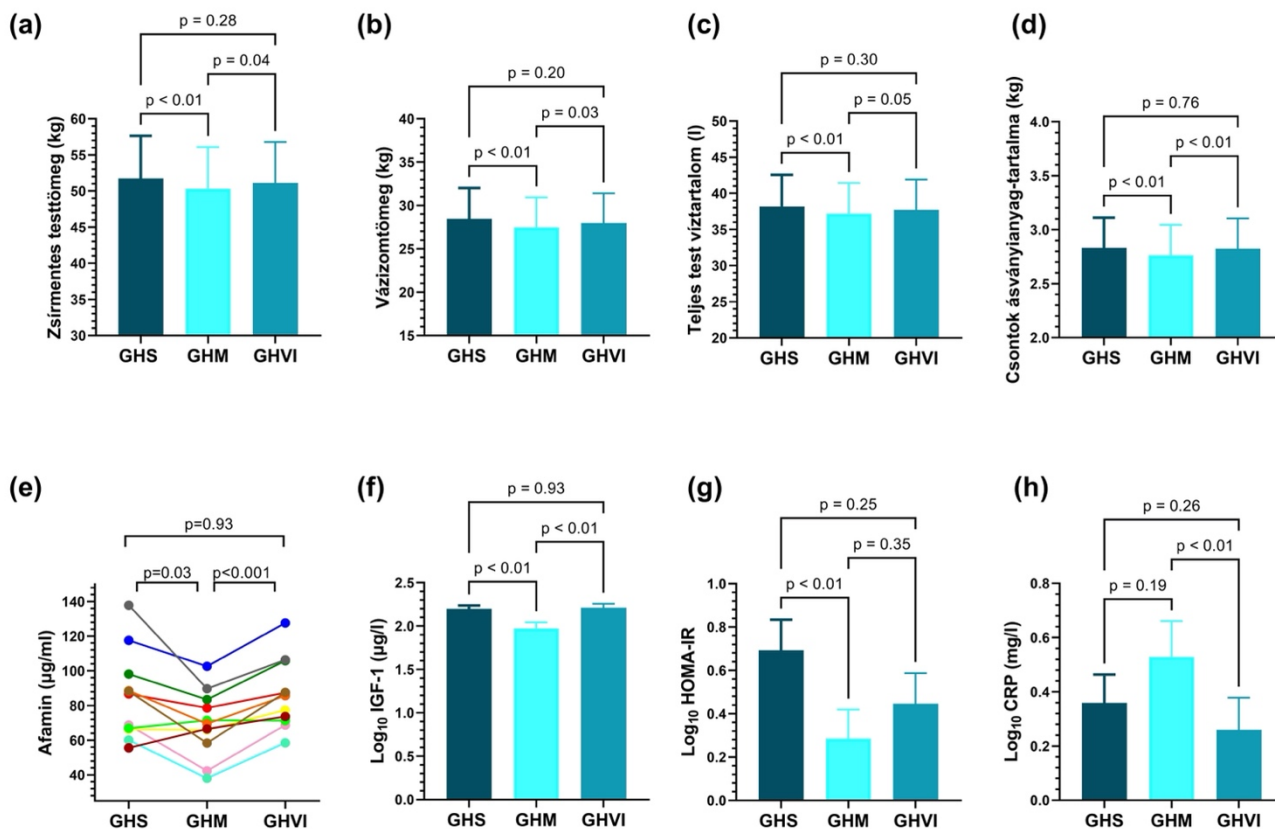 (a)
p = 0.28
p = 0.04
p < 0.01
Zsírmentes testtömeg (kg)
60
55
50
45
40
35
30
GHS GHM GHVI
(b)
p = 0.20
p = 0.03
p < 0.01
Vázizomtömeg (kg)
40
35
30
25
20
15
GHS GHM GHVI
(c)
p = 0.30
p = 0.05
p < 0.01
Teljes test víztartalom (l)
50
45
40
35
30
25
20
GHS GHM GHVI
(d)
p = 0.76
p < 0.01
p < 0.01
Csontok ásványianyag-tartalma (kg)
4.0
3.5
3.0
2.5
2.0
GHS GHM GHVI
(e)
p=0.93
p=0.03 p<0.001
Afamin (µg/ml)
140
120
100
80
60
40
GHS GHM GHVI
(f)
p = 0.93
p < 0.01
p < 0.01
Log10 IGF-1 (µg/l)
2.5
2.0
1.5
1.0
0.5
0.0
GHS GHM GHVI
(g)
p = 0.25
p = 0.35
p < 0.01
Log10 HOMA-IR
1.0
0.8
0.6
0.4
0.2
0.0
GHS GHM GHVI
(h)
p = 0.26
p < 0.01
p = 0.19
Log10 CRP (mg/l)
0.8
0.6
0.4
0.2
0.0
GHS GHM GHVI